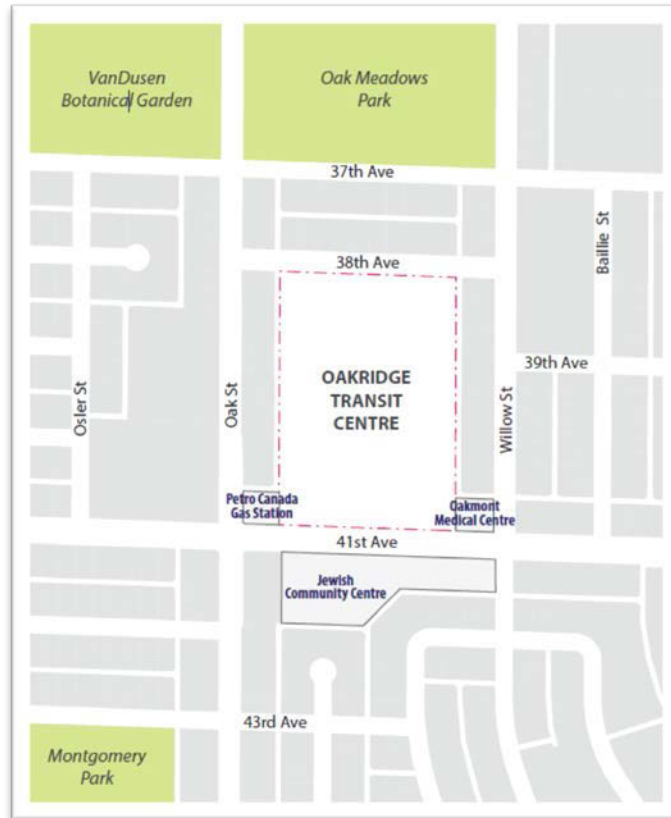 VanDusen
Botanical Garden
Oak Meadows
Park
37th Ave
38th Ave
Baillie St
39th Ave
OAKRIDGE
TRANSIT
CENTRE
Osler St
Oak St
Willow St
Petro Canada
Gas Station
Oakmont
Medical Centre
41st Ave
Jewish
Community Centre
43rd Ave
Montgomery
Park